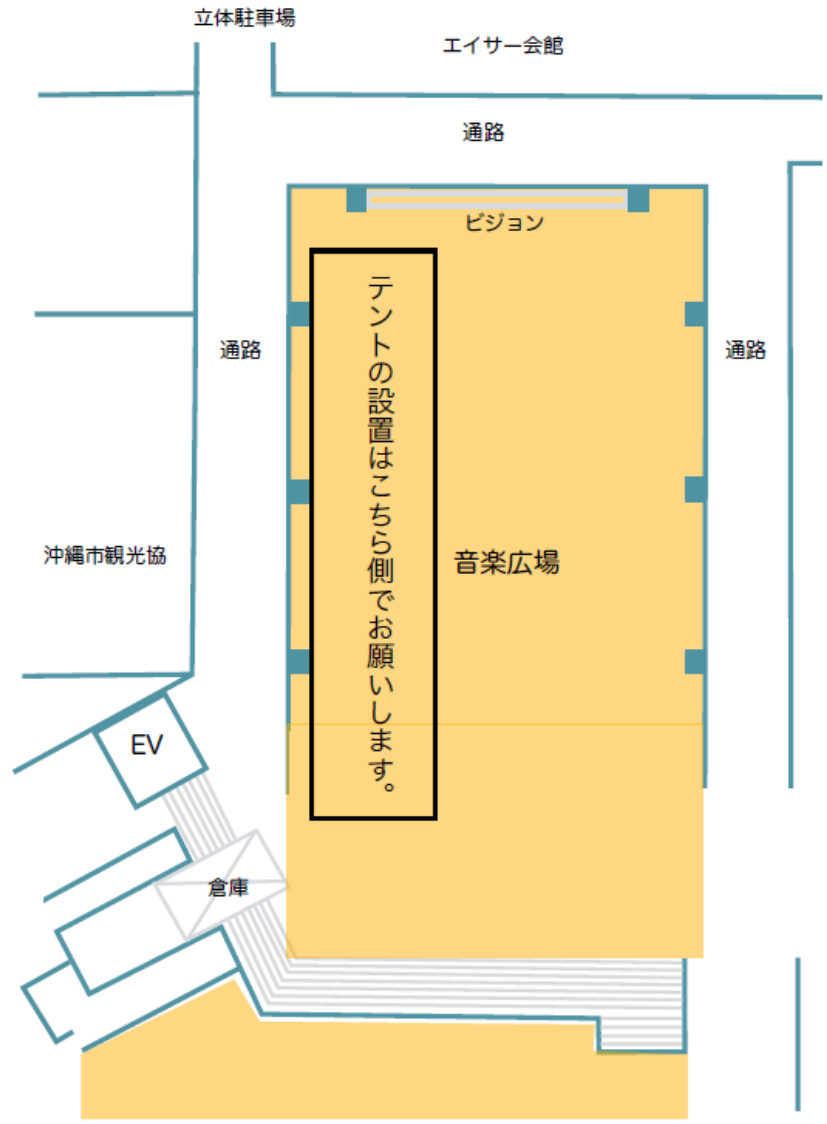 立体駐車場
エイサー会館
通路
ビジョン
テントの設置はこちら側でお願いします。
通路
通路
沖縄市観光協
音楽広場
EV
倉庫